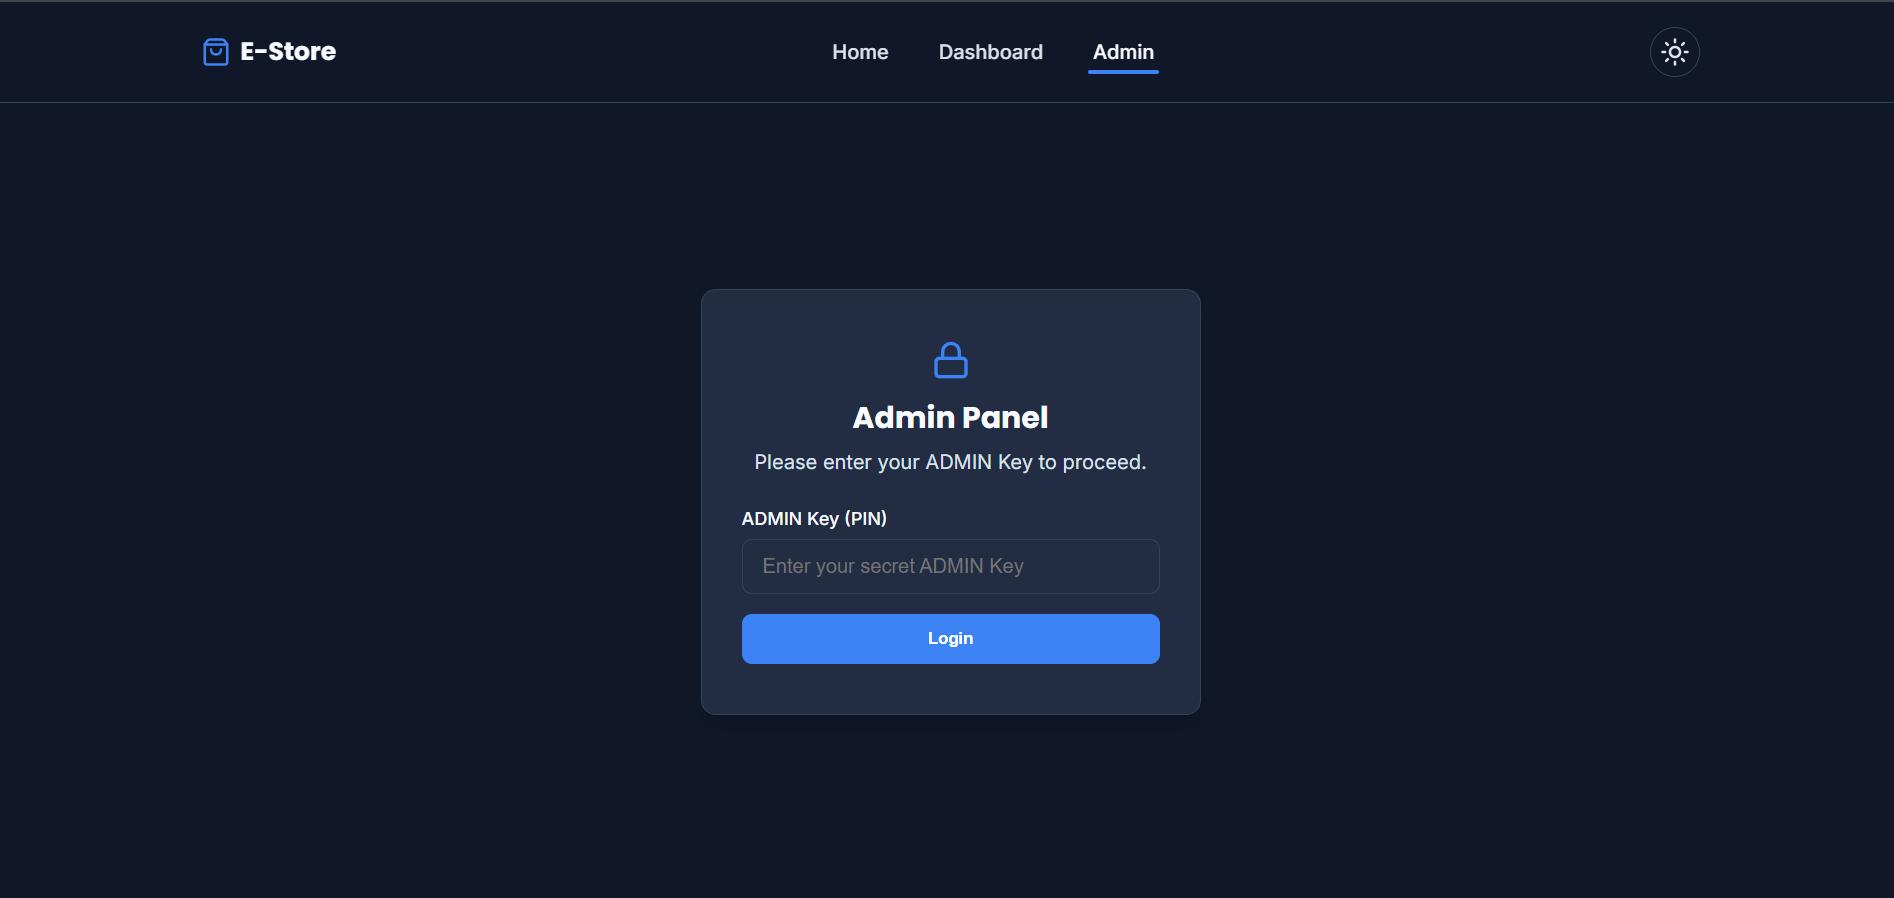 E-Store
Home
Dashboard
Admin
Admin Panel
Please enter your ADMIN Key to proceed.
ADMIN Key (PIN)
Enter your secret ADMIN Key
Login